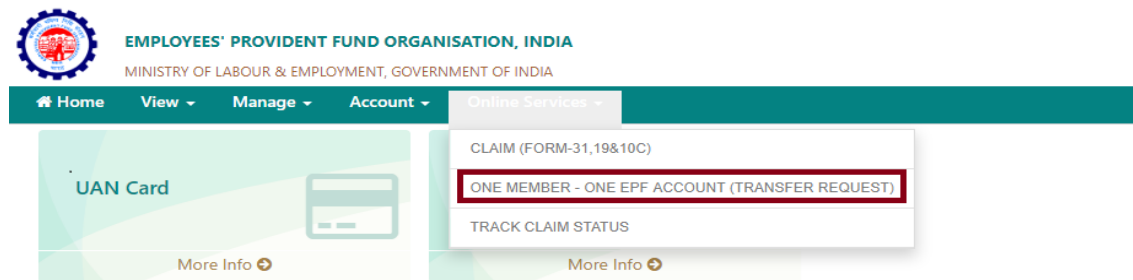 EMPLOYEES' PROVIDENT FUND ORGANISATION, INDIA
MINISTRY OF LABOUR & EMPLOYMENT, GOVERNMENT OF INDIA
Home View Manage Account Online Services
CLAIM (FORM-31,19&10C)
UAN Card
ONE MEMBER - ONE EPF ACCOUNT (TRANSFER REQUEST)
TRACK CLAIM STATUS
More Info More Info